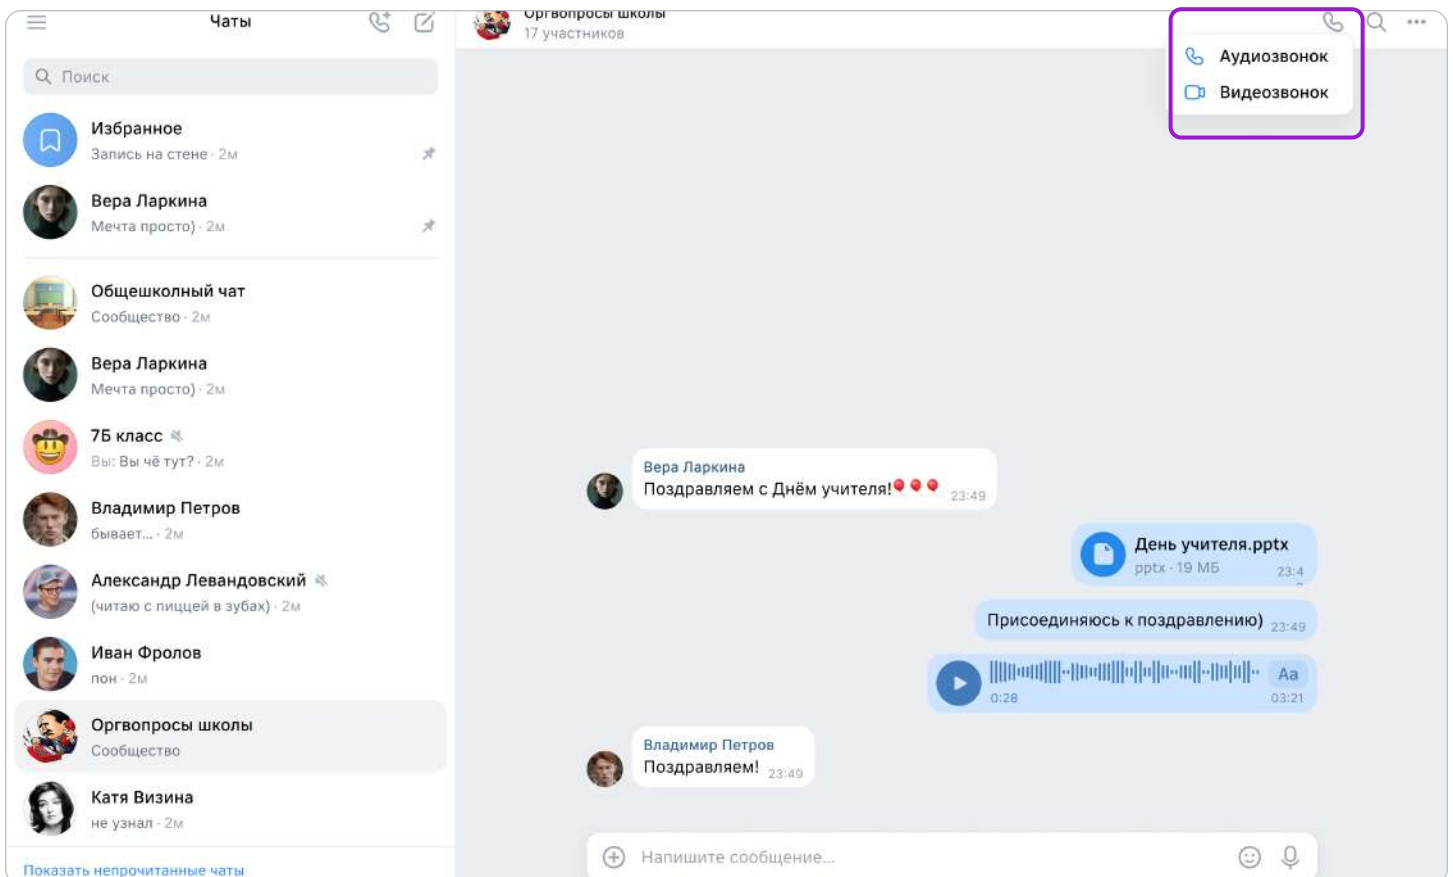 Чаты
Поиск
Избранное
Запись на стене · 2м
Вера Ларкина
Мечта просто) · 2м
Общешколный чат
Сообщество · 2м
Вера Ларкина
Мечта просто) · 2м
7Б класс
Вы: Вы чё тут? · 2м
Владимир Петров
бывает... · 2м
Александр Левандовский
(читаю с пиццей в зубах) · 2м
Иван Фролов
пон · 2м
Оргвопросы школы
Сообщество
Катя Визина
не узнал · 2м
Показать непрочитанные чаты
Оргвопросы школы
17 участников
Аудиозвонок
Видеозвонок
Вера Ларкина
Поздравляем с Днём учителя! 23:49
День учителя.pptx
pptx · 19 МБ 23:4
Присоединяюсь к поздравлению) 23:49
Aa
0:28 03:21
Владимир Петров
Поздравляем! 23:49
Напишите сообщение...